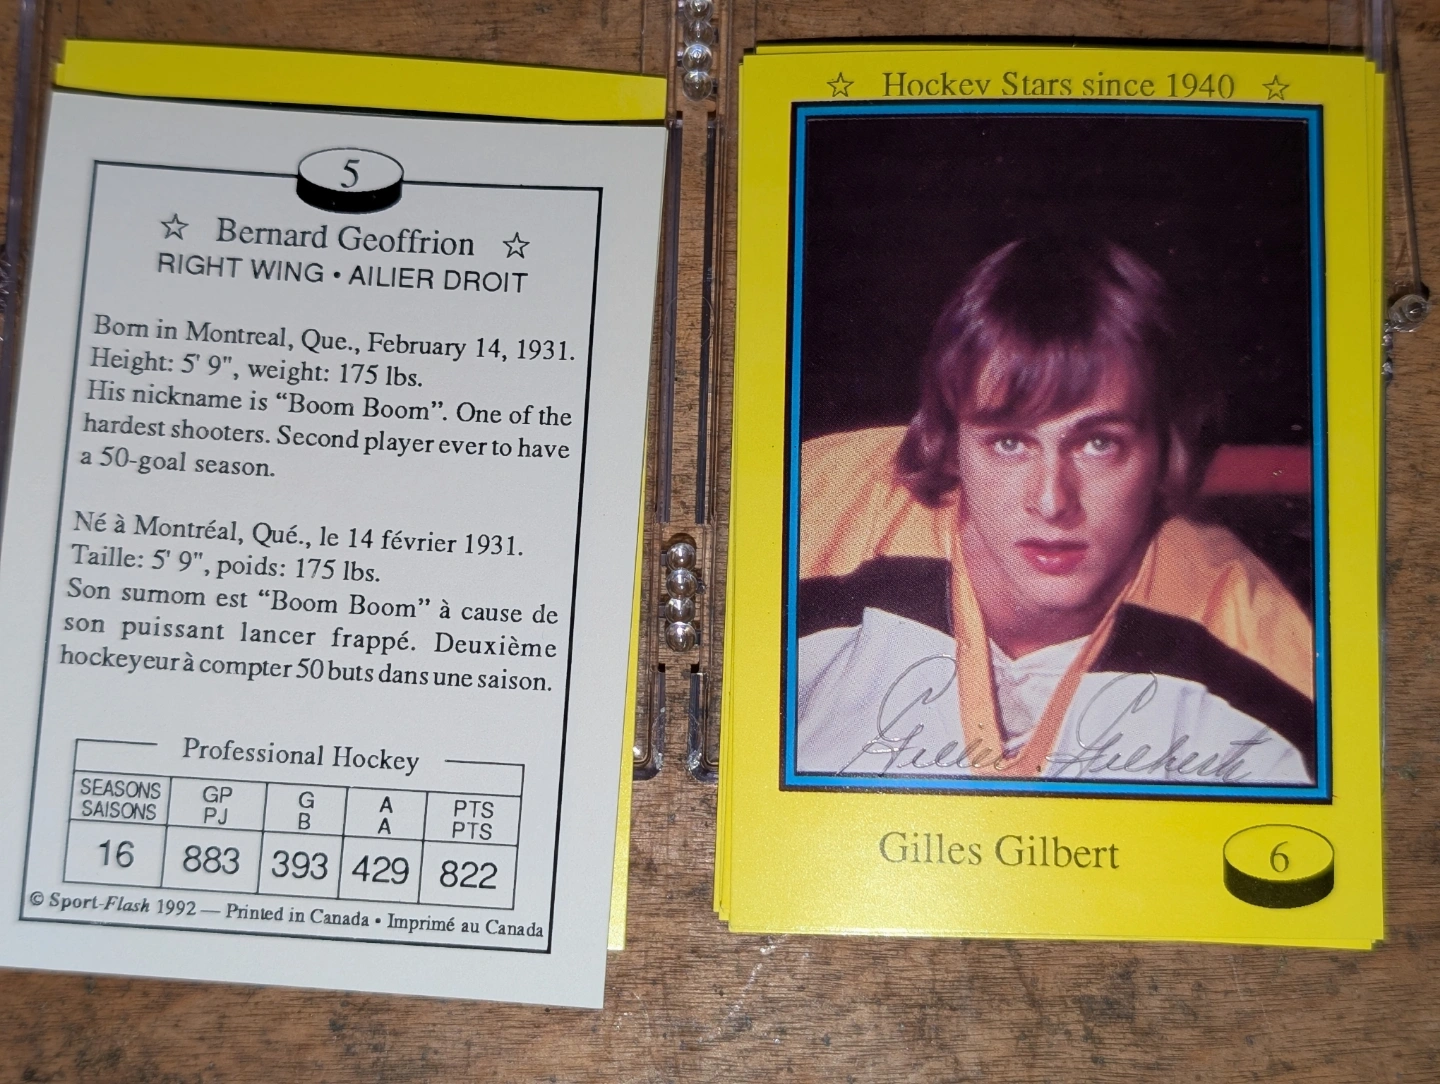 5
☆ Bernard Geoffrion ☆
RIGHT WING • AILIER DROIT
Born in Montreal, Que., February 14, 1931.
Height: 5' 9", weight: 175 lbs.
His nickname is “Boom Boom”. One of the
hardest shooters. Second player ever to have
a 50-goal season.
Né à Montréal, Qué., le 14 février 1931.
Taille: 5' 9", poids: 175 lbs.
Son surnom est “Boom Boom” à cause de
son puissant lancer frappé. Deuxième
hockeyeur à compter 50 buts dans une saison.
Professional Hockey
SEASONS GP G A PTS
SAISONS PJ B A PTS
16 883 393 429 822
© Sport-Flash 1992 — Printed in Canada • Imprimé au Canada
☆ Hockey Stars since 1940 ☆
Gilles Gilbert
Gilles Gilbert
6